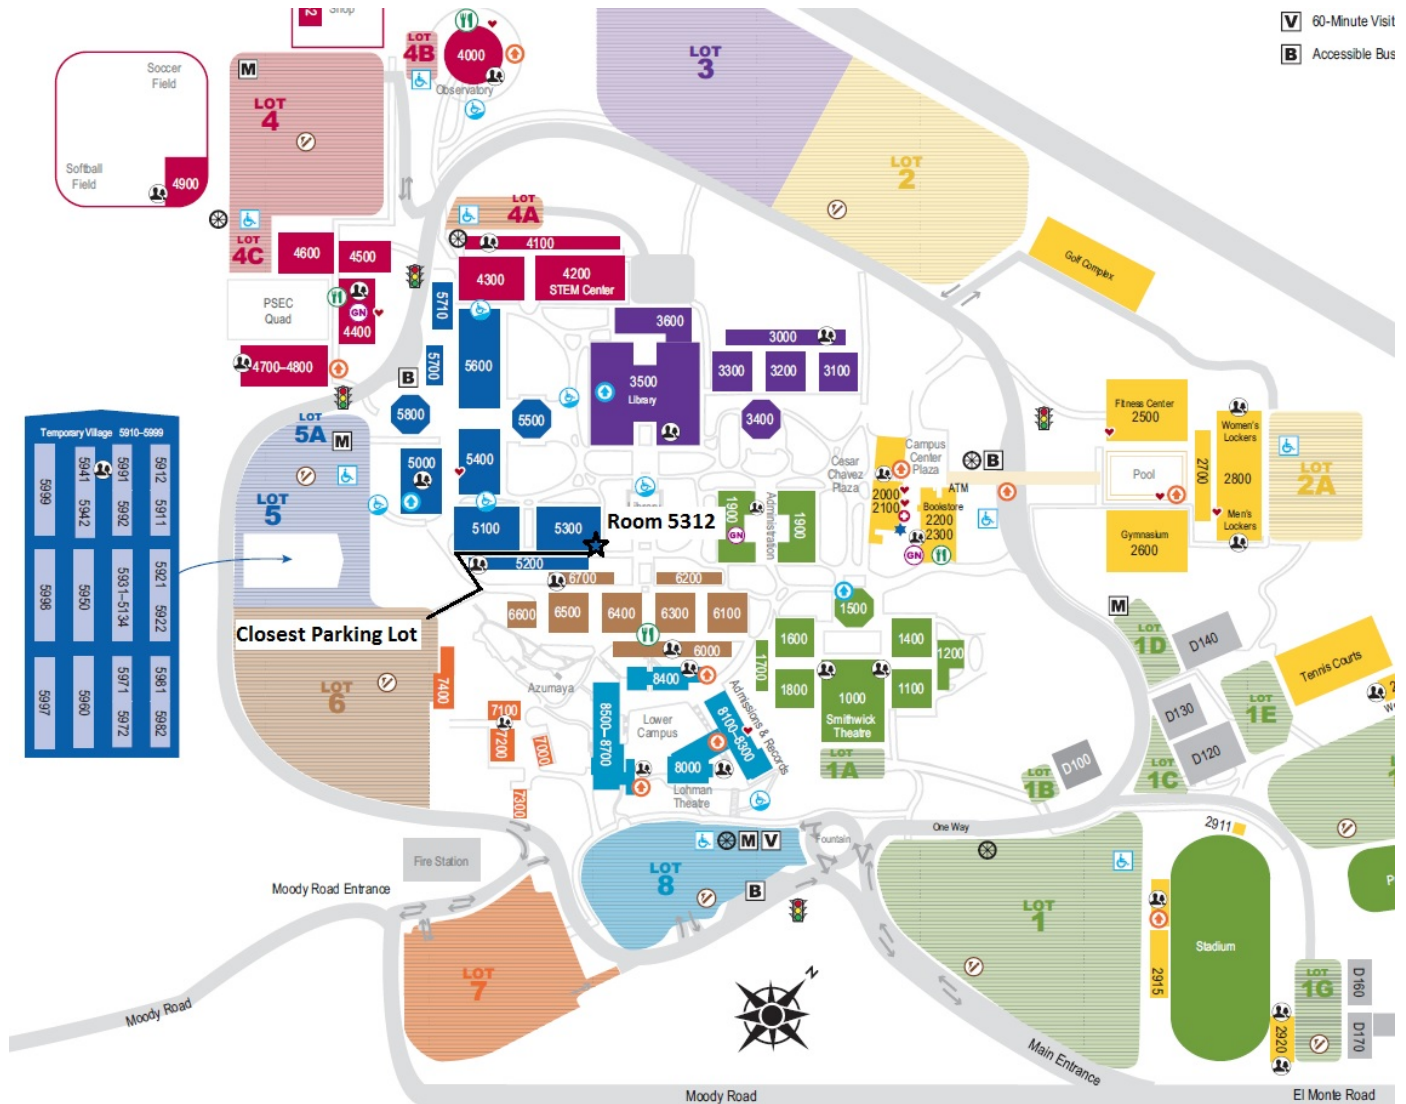 Shop
V 60-Minute Visit
B Accessible Bus
Soccer
Field
Softball
Field
4900
M
LOT
4
LOT
4B
4000
Observatory
LOT
3
LOT
2
LOT
4C
4600
4500
PSEC
Quad
GN
4400
4700–4800
LOT
4A
4100
4300
4200
STEM Center
5710
5700
5600
B
5800
5500
5000
5400
5100
5300
5200
Room 5312
3600
3500
Library
3000
3300
3200
3100
3400
Golf Complex
Fitness Center
2500
Women's
Lockers
2700
2800
Pool
Men's
Lockers
Gymnasium
2600
LOT
2A
Cesar
Chavez
Plaza
Campus
Center
Plaza
B
ATM
2000
2100
Bookstore
2200
2300
GN
1900
Administration
1900
GN
Temporary Village 5910–5999
5999
5941
5942
5991
5992
5912
5911
5998
5950
5931–5134
5921
5922
5997
5960
5971
5972
5981
5982
LOT
5A
M
LOT
5
Closest Parking Lot
LOT
6
6700
6200
6600
6500
6400
6300
6100
6000
7400
Azumaya
7100
7200
7000
7300
8400
8500–8700
Lower
Campus
8100–8300
Admissions & Records
8000
Lohman
Theatre
1500
1600
1400
1700
1200
1800
1000
Smithwick
Theatre
1100
LOT
1A
M
LOT
1D
D140
Tennis Courts
LOT
1E
D130
D120
LOT
1C
D100
LOT
1B
Fire Station
Moody Road Entrance
M V
LOT
8
B
Fountain
One Way
2911
LOT
1
2915
Stadium
LOT
7
Moody Road
N
Main Entrance
2920
LOT
1G
D160
D170
Moody Road
El Monte Road